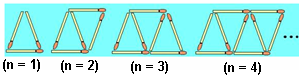 (n = 1) (n = 2) (n = 3) (n = 4) ...